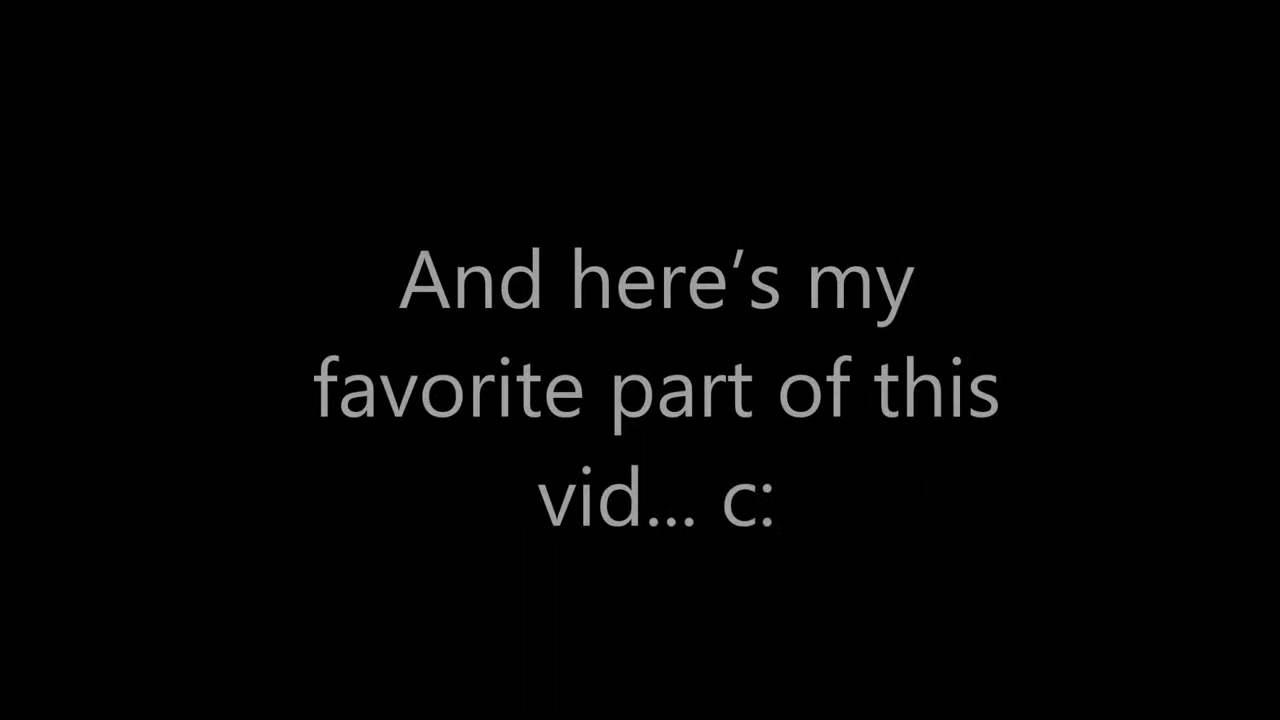 And here’s my
favorite part of this
vid... c: